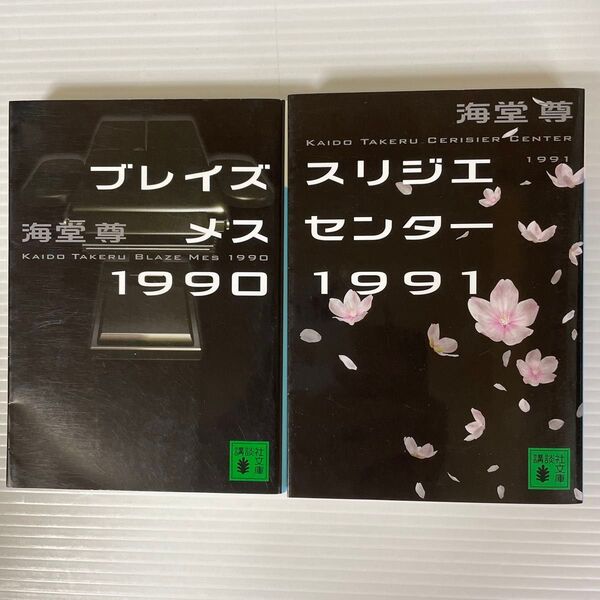 ブレイズ
メス
1990
海堂 尊
KAIDO TAKERU BLAZE MES 1990
講談社
文庫
海堂 尊
KAIDO TAKERU CERISIER CENTER
1991
スリジエ
センター
1991
講談社
文庫